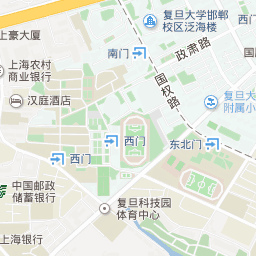 上豪大厦
复旦大学邯郸
校区泛海楼
西门
南门
政肃路
国权路
上海农村
商业银行
汉庭酒店
复旦大
附属小
西门
西门
东北门
中国邮政
储蓄银行
复旦科技园
体育中心
上海银行